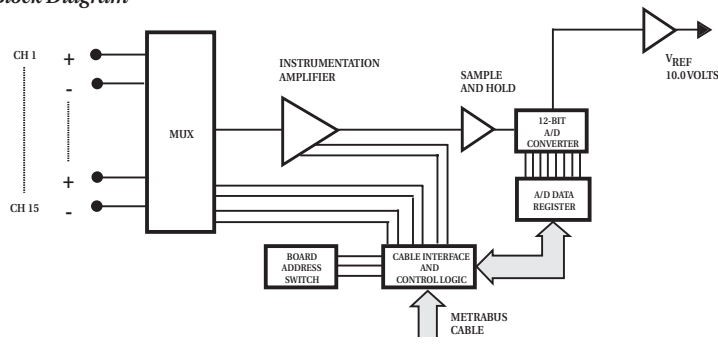 Block Diagram
CH 1
+
-
+
CH 15
-
MUX
INSTRUMENTATION
AMPLIFIER
SAMPLE
AND HOLD
VREF
10.0 VOLTS
12-BIT
A/D
CONVERTER
A/D DATA
REGISTER
BOARD
ADDRESS
SWITCH
CABLE INTERFACE
AND
CONTROL LOGIC
METRABUS
CABLE